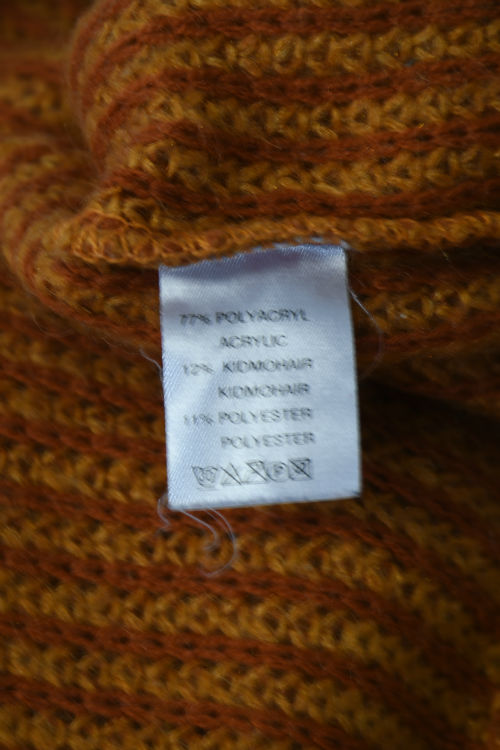 77% POLYACRYL
ACRYLIC
12% KIDMOHAIR
KIDMOHAIR
11% POLYESTER
POLYESTER